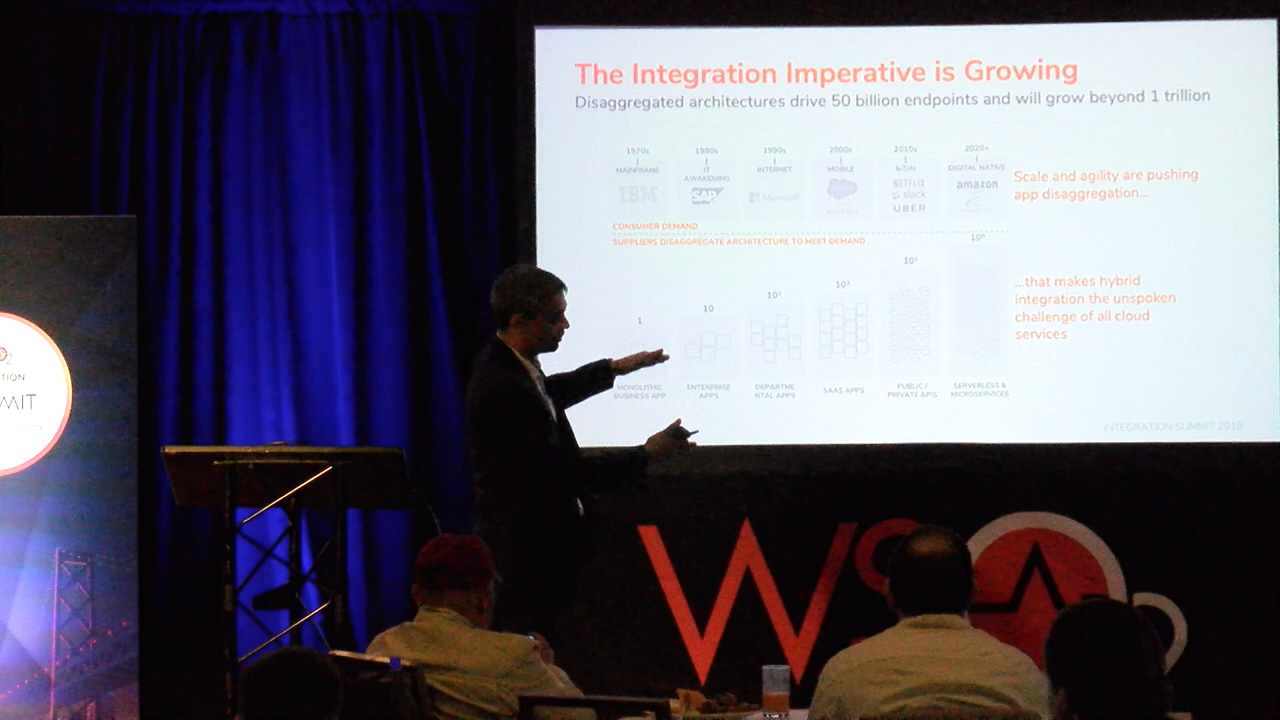 The Integration Imperative is Growing
Disaggregated architectures drive 50 billion endpoints and will grow beyond 1 trillion
1970s 1980s 1990s 2000s 2010s 2020+
MAINFRAME IT AWAKENING INTERNET MOBILE DIGITAL NATIVE
IBM SAP Microsoft NETFLIX slack UBER amazon
Scale and agility are pushing
app disaggregation...
CONSUMER DEMAND
SUPPLIERS DISAGGREGATE ARCHITECTURE TO MEET DEMAND
1 10
...that makes hybrid
integration the unspoken
challenge of all cloud
services
MONOLITHIC BUSINESS APP
ENTERPRISE APPS
DEPARTME NTAL APPS
SAAS APPS
PUBLIC / PRIVATE APIS
SERVERLESS & MICROSERVICES
INTEGRATION SUMMIT 2019
TION
MIT
WS